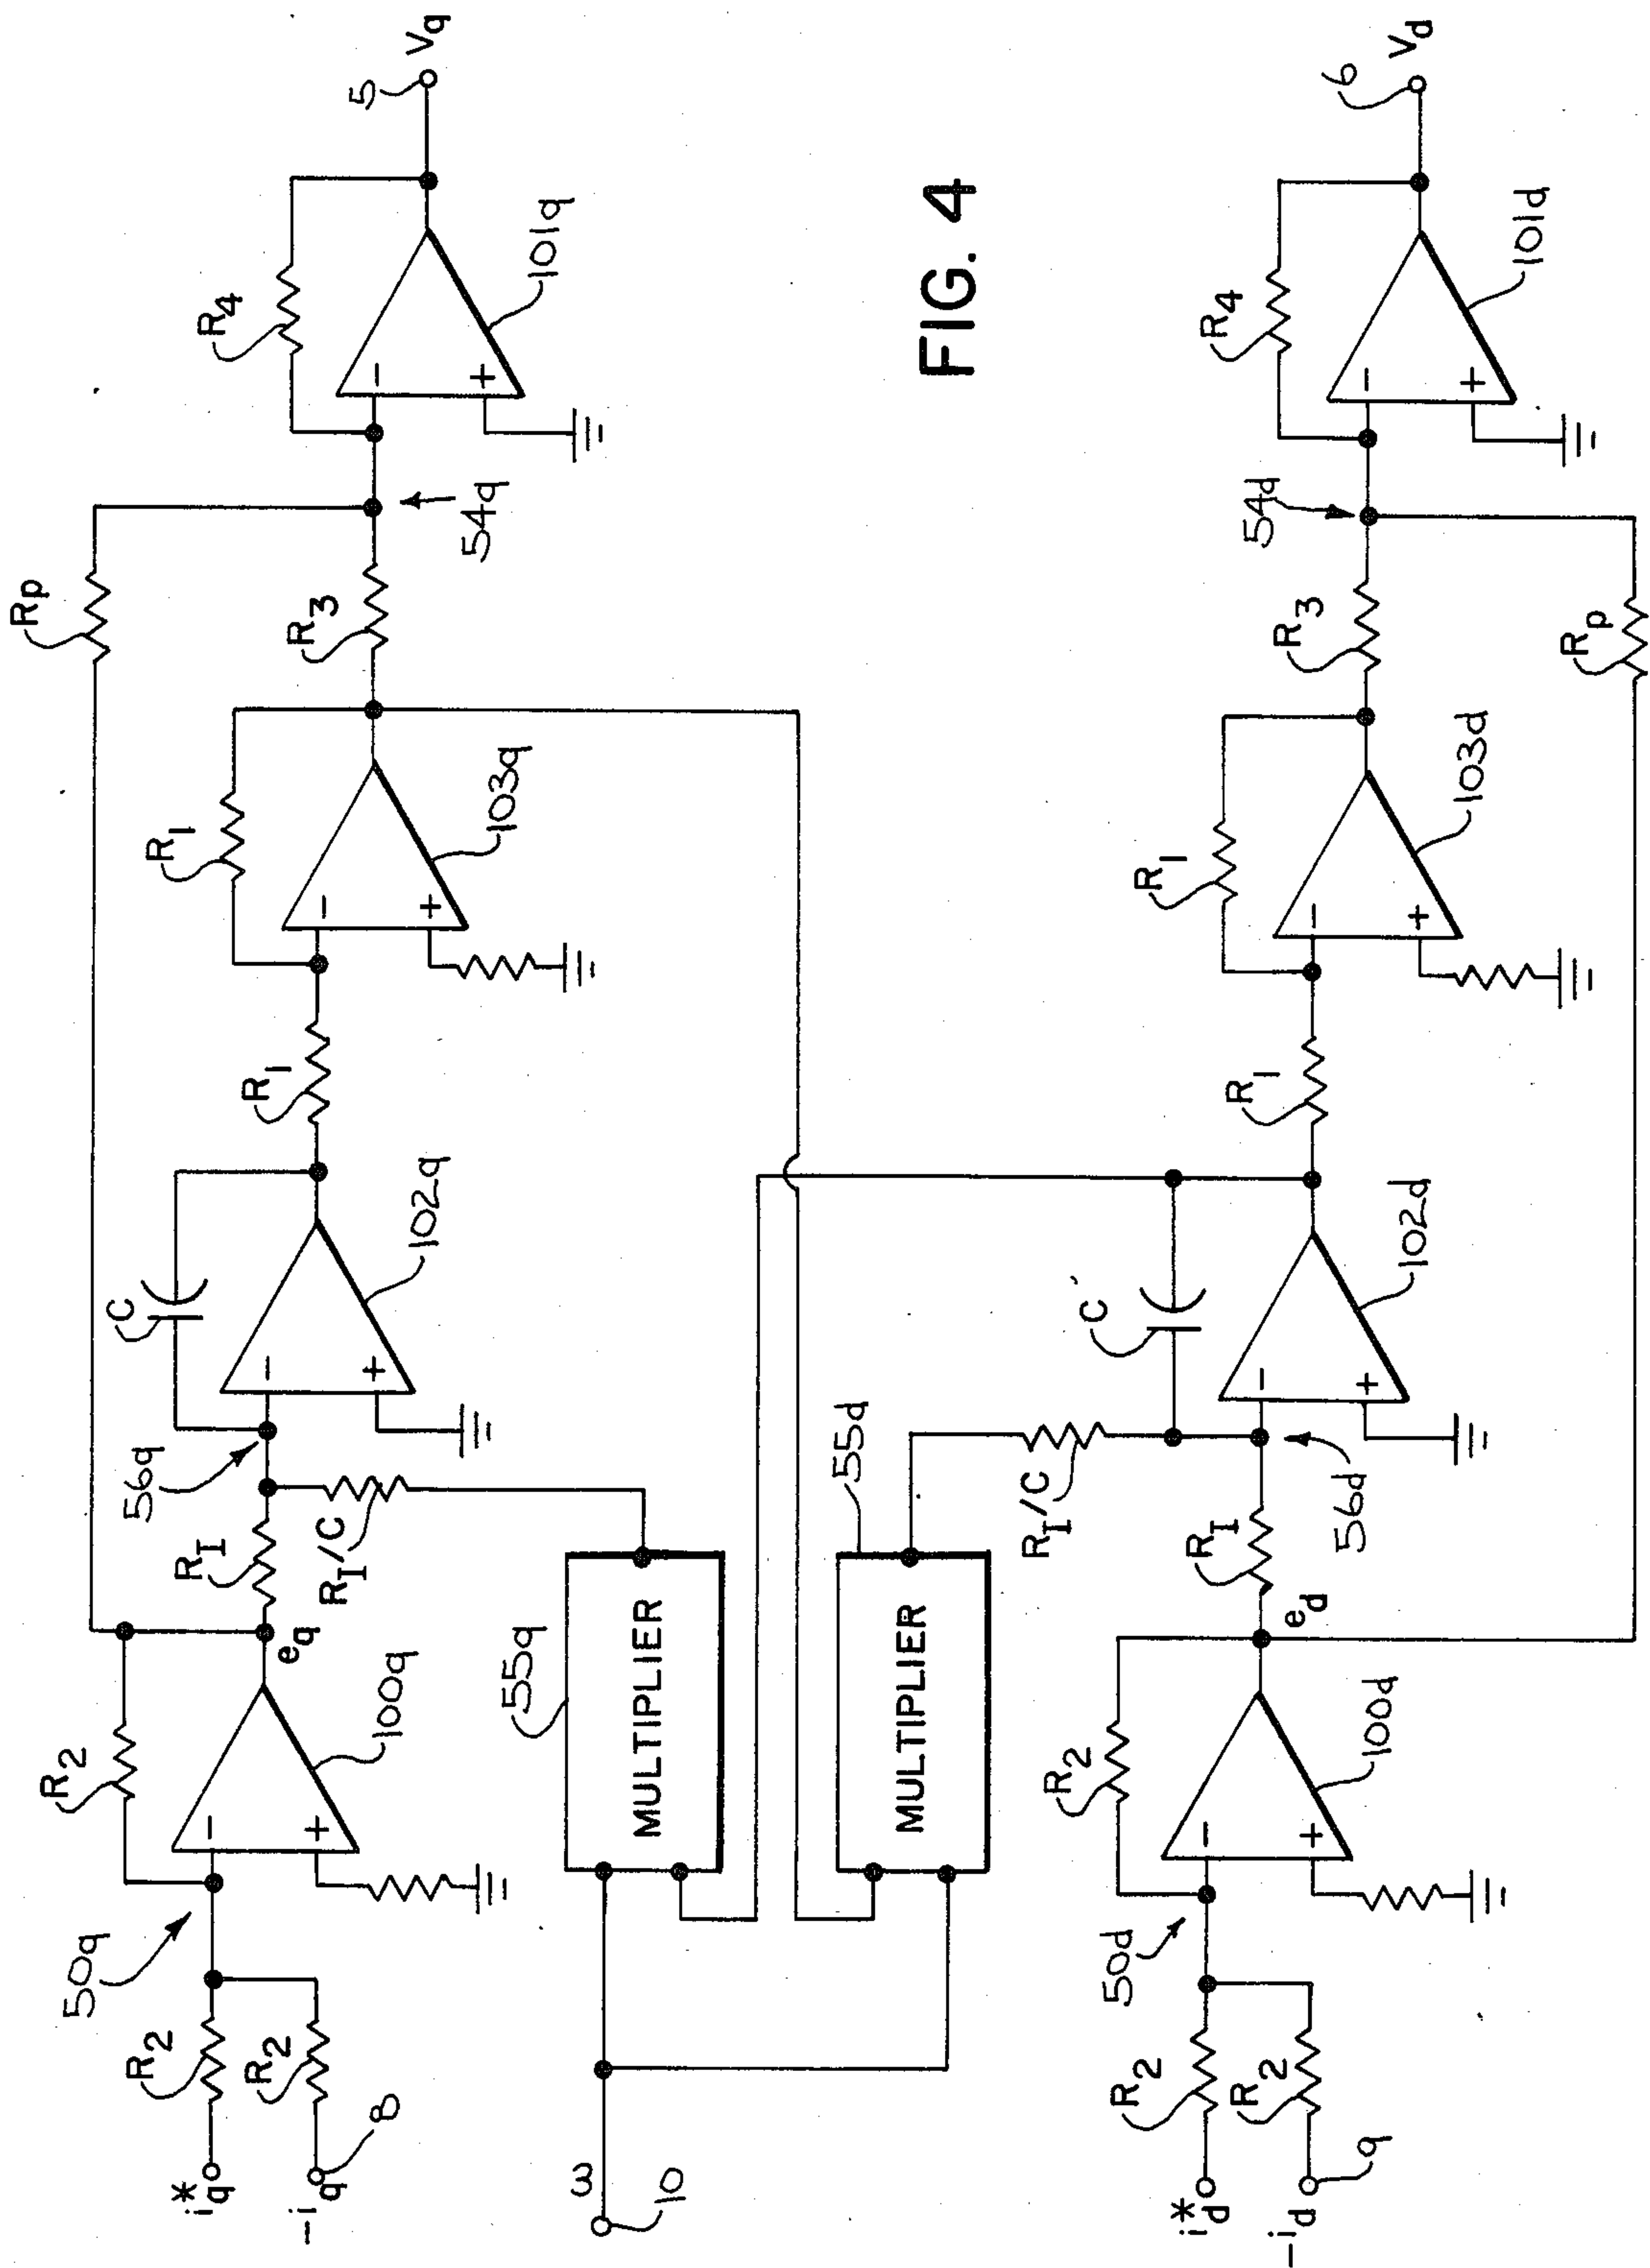 i*q
-iq
8
R2
R2
50q
R2
100q
eq
RI
RI/C
56q
C
102q
R1
R1
103q
Rp
R3
54q
R4
101q
5
Vq
ω
10
55q
MULTIPLIER
MULTIPLIER
55d
FIG. 4
i*d
-id
9
R2
R2
50d
R2
100d
ed
RI
RI/C
56d
C
102d
R1
R1
103d
R3
Rp
54d
R4
101d
6
Vd